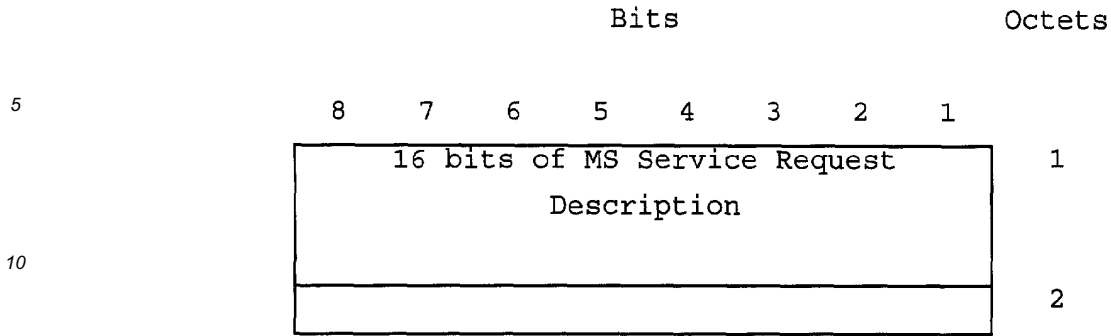 Bits Octets
5 8 7 6 5 4 3 2 1
16 bits of MS Service Request 1
Description
10
2